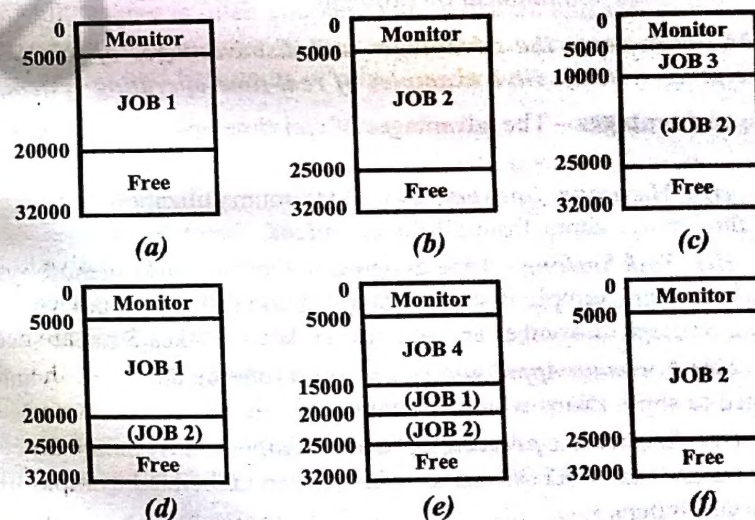 0
Monitor
5000
JOB 1
20000
Free
32000
(a)
0
Monitor
5000
JOB 2
25000
Free
32000
(b)
0
Monitor
5000
JOB 3
10000
(JOB 2)
25000
Free
32000
(c)
0
Monitor
5000
JOB 1
20000
(JOB 2)
25000
Free
32000
(d)
0
Monitor
5000
JOB 4
15000
(JOB 1)
20000
(JOB 2)
25000
Free
32000
(e)
0
Monitor
5000
JOB 2
25000
Free
32000
(f)